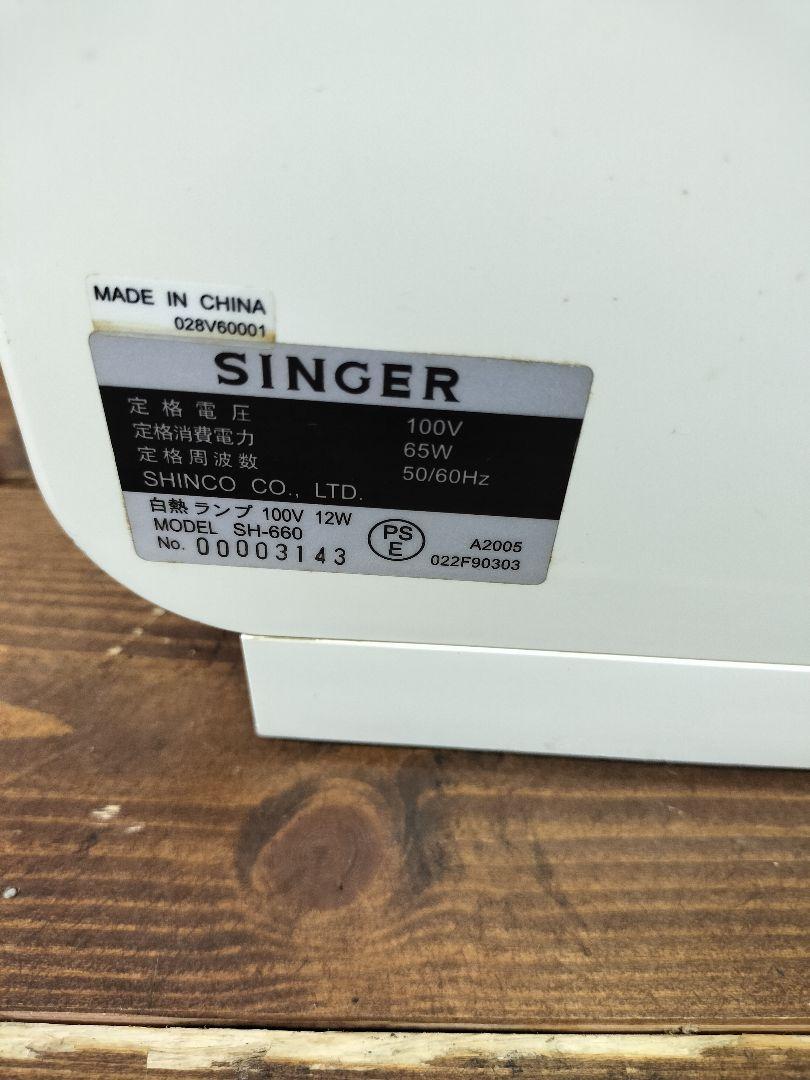 MADE IN CHINA
028V60001
SINGER
定格電圧 100V
定格消費電力 65W
定格周波数 50/60Hz
SHINCO CO., LTD.
白熱ランプ 100V 12W
MODEL SH-660
No. 00003143
PS
E
A2005
022F90303